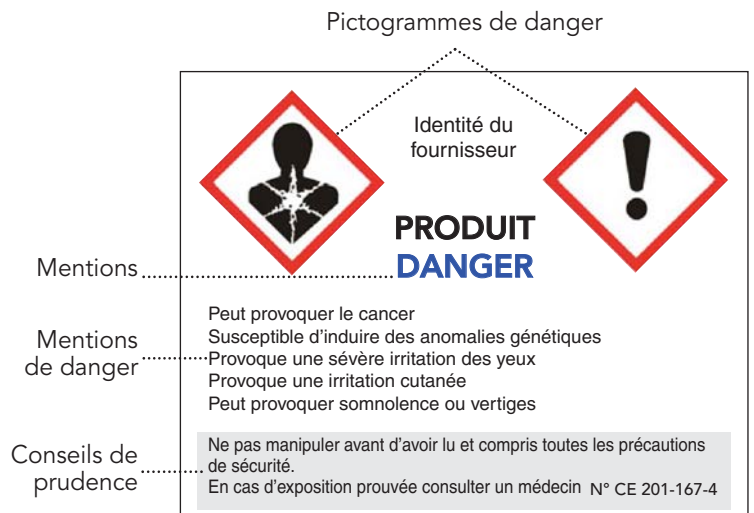 Pictogrammes de danger
Identité du
fournisseur
PRODUIT
Mentions
DANGER
Mentions
de danger
Peut provoquer le cancer
Susceptible d'induire des anomalies génétiques
Provoque une sévère irritation des yeux
Provoque une irritation cutanée
Peut provoquer somnolence ou vertiges
Conseils de
prudence
Ne pas manipuler avant d'avoir lu et compris toutes les précautions
de sécurité.
En cas d'exposition prouvée consulter un médecin N° CE 201-167-4